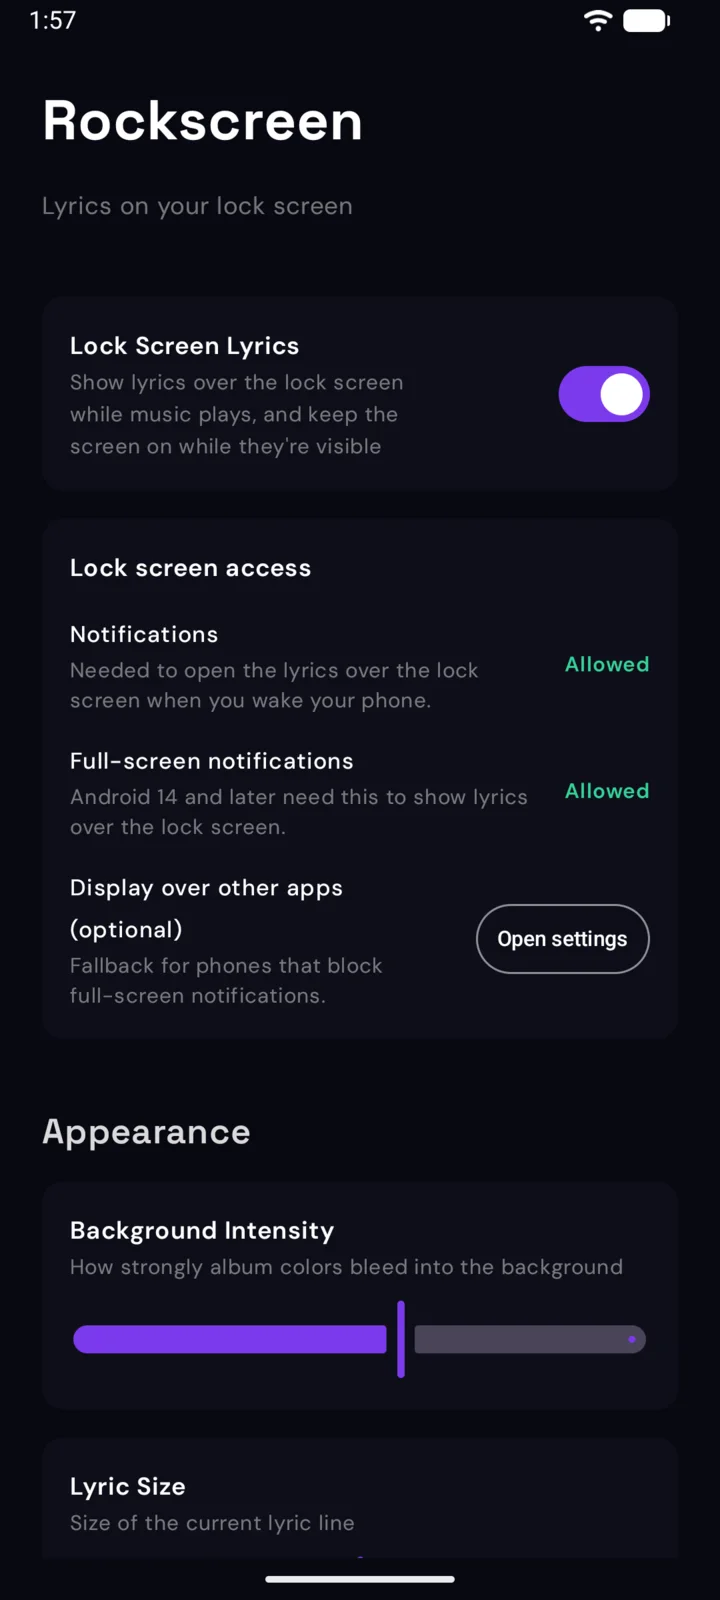 1:57
Rockscreen
Lyrics on your lock screen
Lock Screen Lyrics
Show lyrics over the lock screen
while music plays, and keep the
screen on while they're visible
Lock screen access
Notifications
Needed to open the lyrics over the lock
screen when you wake your phone.
Allowed
Full-screen notifications
Android 14 and later need this to show lyrics
over the lock screen.
Allowed
Display over other apps
(optional)
Fallback for phones that block
full-screen notifications.
Open settings
Appearance
Background Intensity
How strongly album colors bleed into the background
Lyric Size
Size of the current lyric line